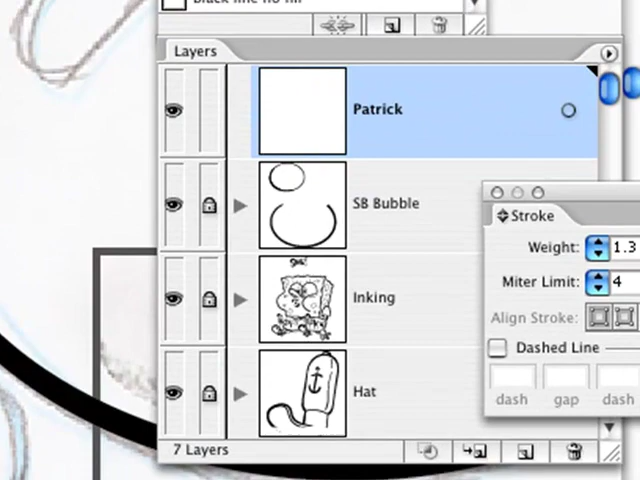 black line no fill
Layers
Patrick
SB Bubble
Inking
Hat
7 Layers
Stroke
Weight: 1.3
Miter Limit: 4
Align Stroke:
Dashed Line
dash gap dash